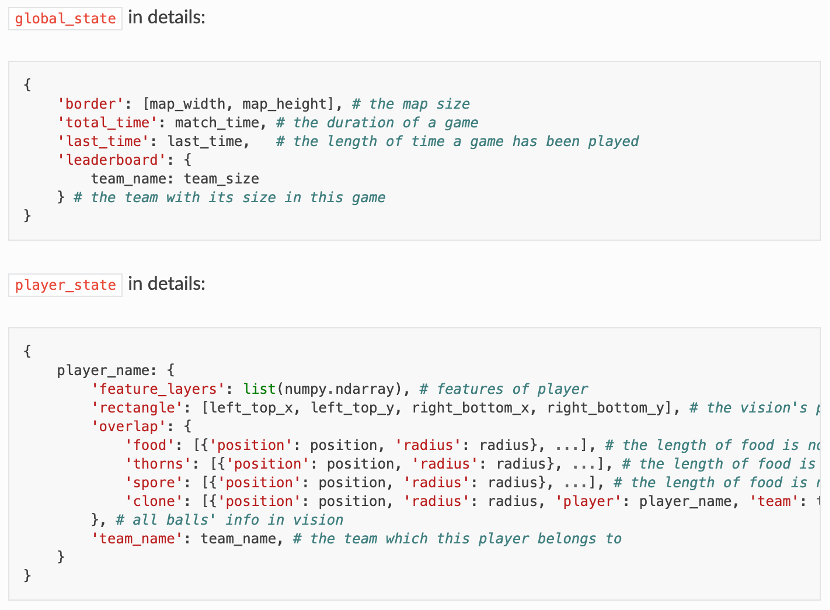 global_state in details:
{
    'border': [map_width, map_height], # the map size
    'total_time': match_time, # the duration of a game
    'last_time': last_time,   # the length of time a game has been played
    'leaderboard': {
        team_name: team_size
    } # the team with its size in this game
}
player_state in details:
{
    player_name: {
        'feature_layers': list(numpy.ndarray), # features of player
        'rectangle': [left_top_x, left_top_y, right_bottom_x, right_bottom_y], # the vision's
        'overlap': {
            'food': [{'position': position, 'radius': radius}, ...], # the length of food is
            'thorns': [{'position': position, 'radius': radius}, ...], # the length of food is
            'spore': [{'position': position, 'radius': radius}, ...], # the length of food is
            'clone': [{'position': position, 'radius': radius, 'player': player_name, 'team':
        }, # all balls' info in vision
        'team_name': team_name, # the team which this player belongs to
    }
}